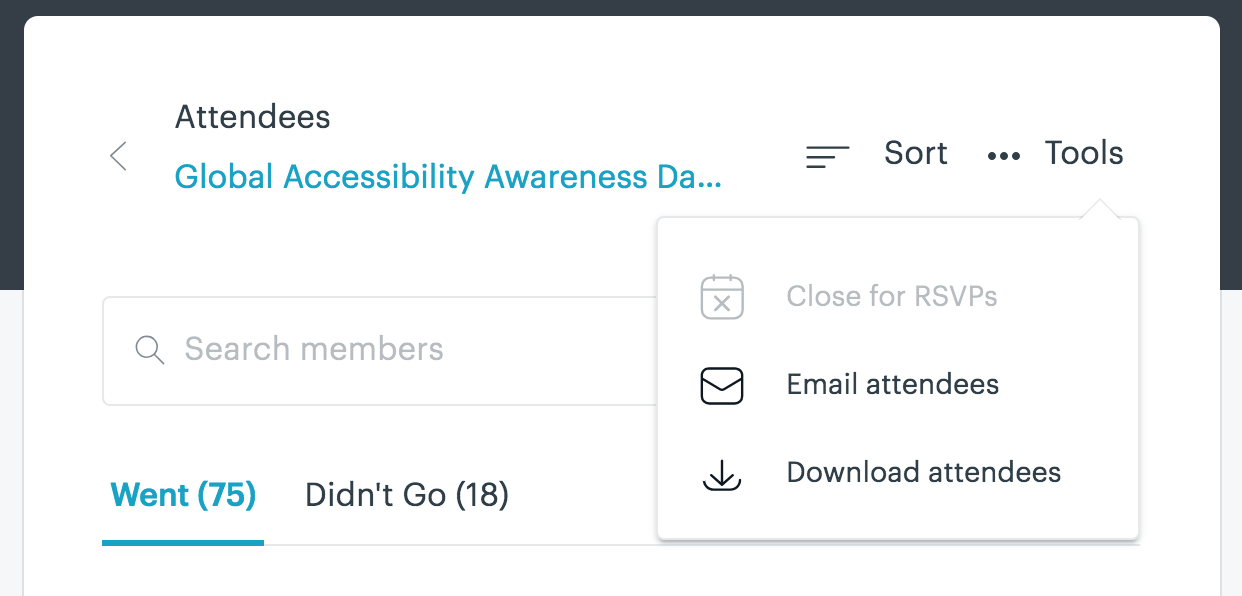 Attendees
Global Accessibility Awareness Da...
Sort
Tools
Close for RSVPs
Search members
Email attendees
Download attendees
Went (75)
Didn't Go (18)